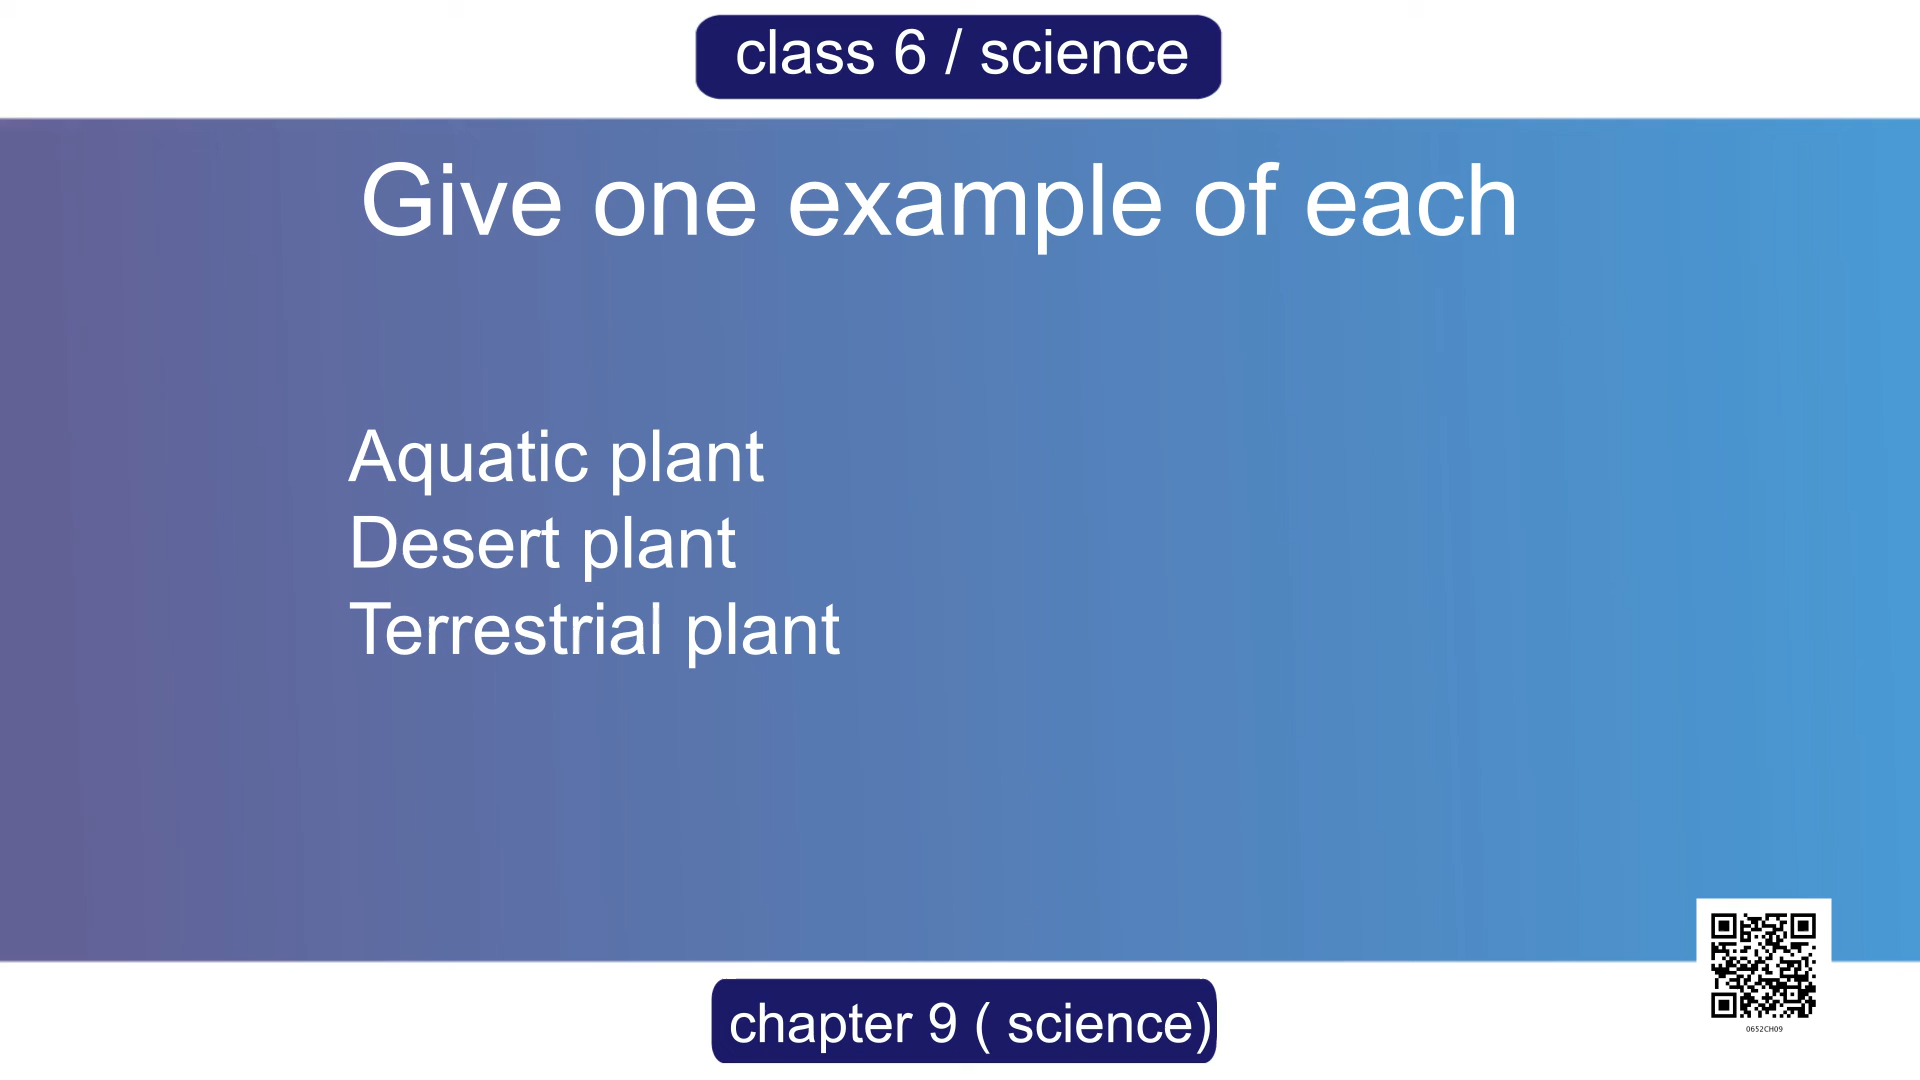 class 6 / science
Give one example of each
Aquatic plant
Desert plant
Terrestrial plant
0652CH09
chapter 9 ( science)